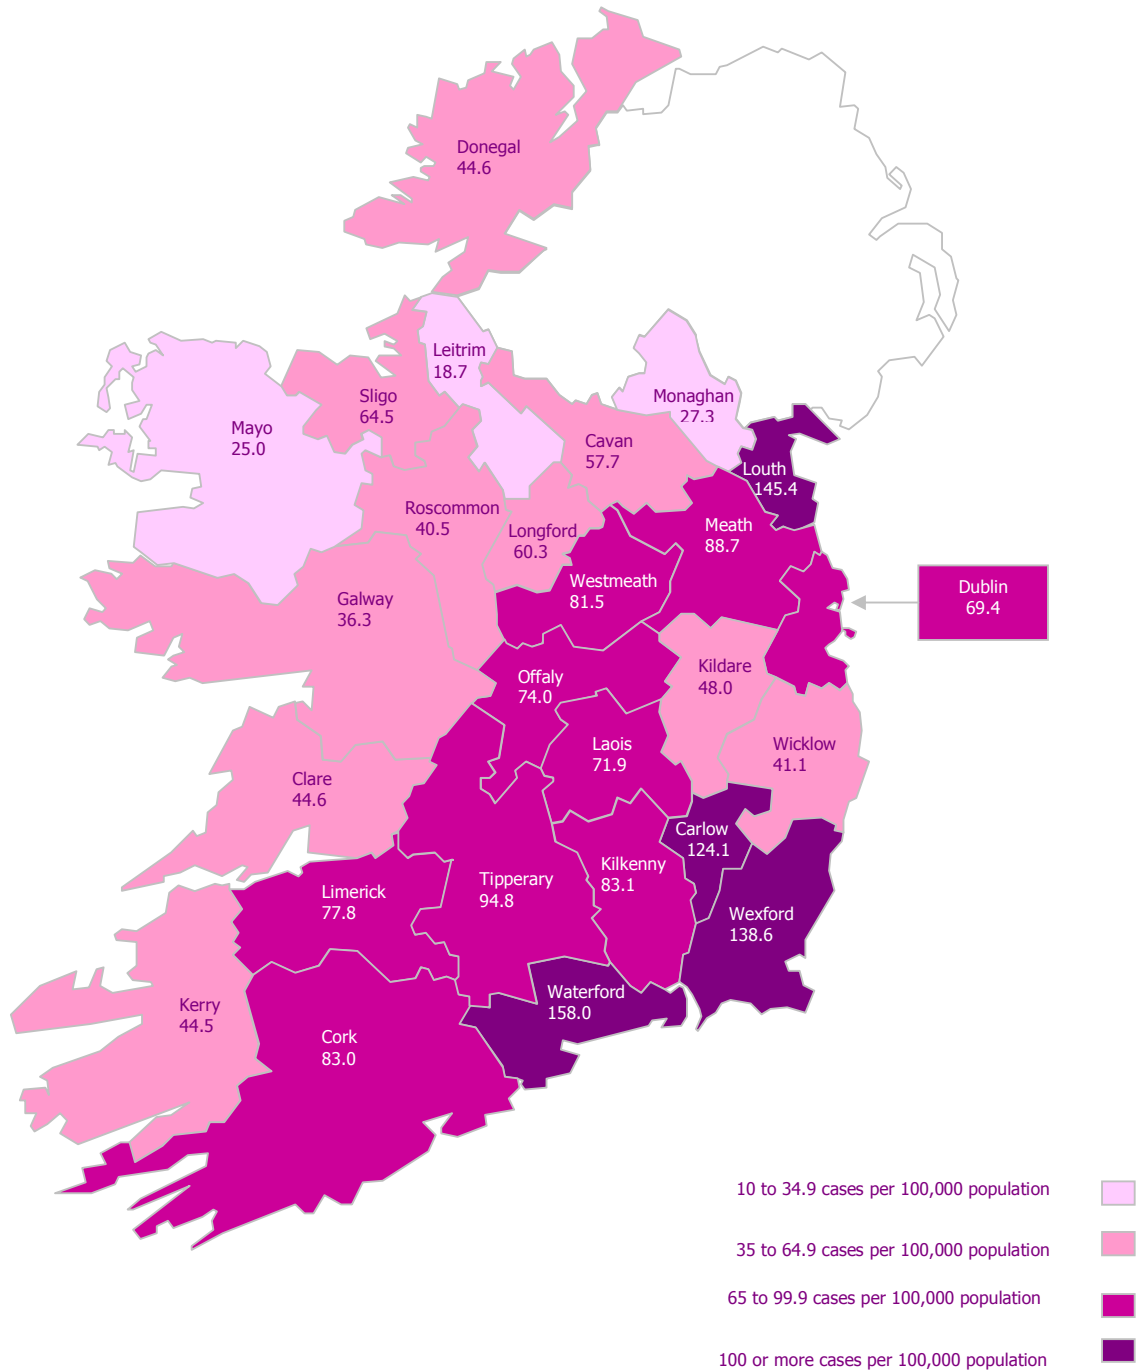 Donegal
44.6
Leitrim
18.7
Sligo
64.5
Monaghan
27.3
Mayo
25.0
Cavan
57.7
Louth
145.4
Roscommon
40.5
Longford
60.3
Meath
88.7
Westmeath
81.5
Dublin
69.4
Galway
36.3
Offaly
74.0
Kildare
48.0
Laois
71.9
Wicklow
41.1
Clare
44.6
Carlow
124.1
Kilkenny
83.1
Tipperary
94.8
Limerick
77.8
Wexford
138.6
Waterford
158.0
Kerry
44.5
Cork
83.0
10 to 34.9 cases per 100,000 population
35 to 64.9 cases per 100,000 population
65 to 99.9 cases per 100,000 population
100 or more cases per 100,000 population